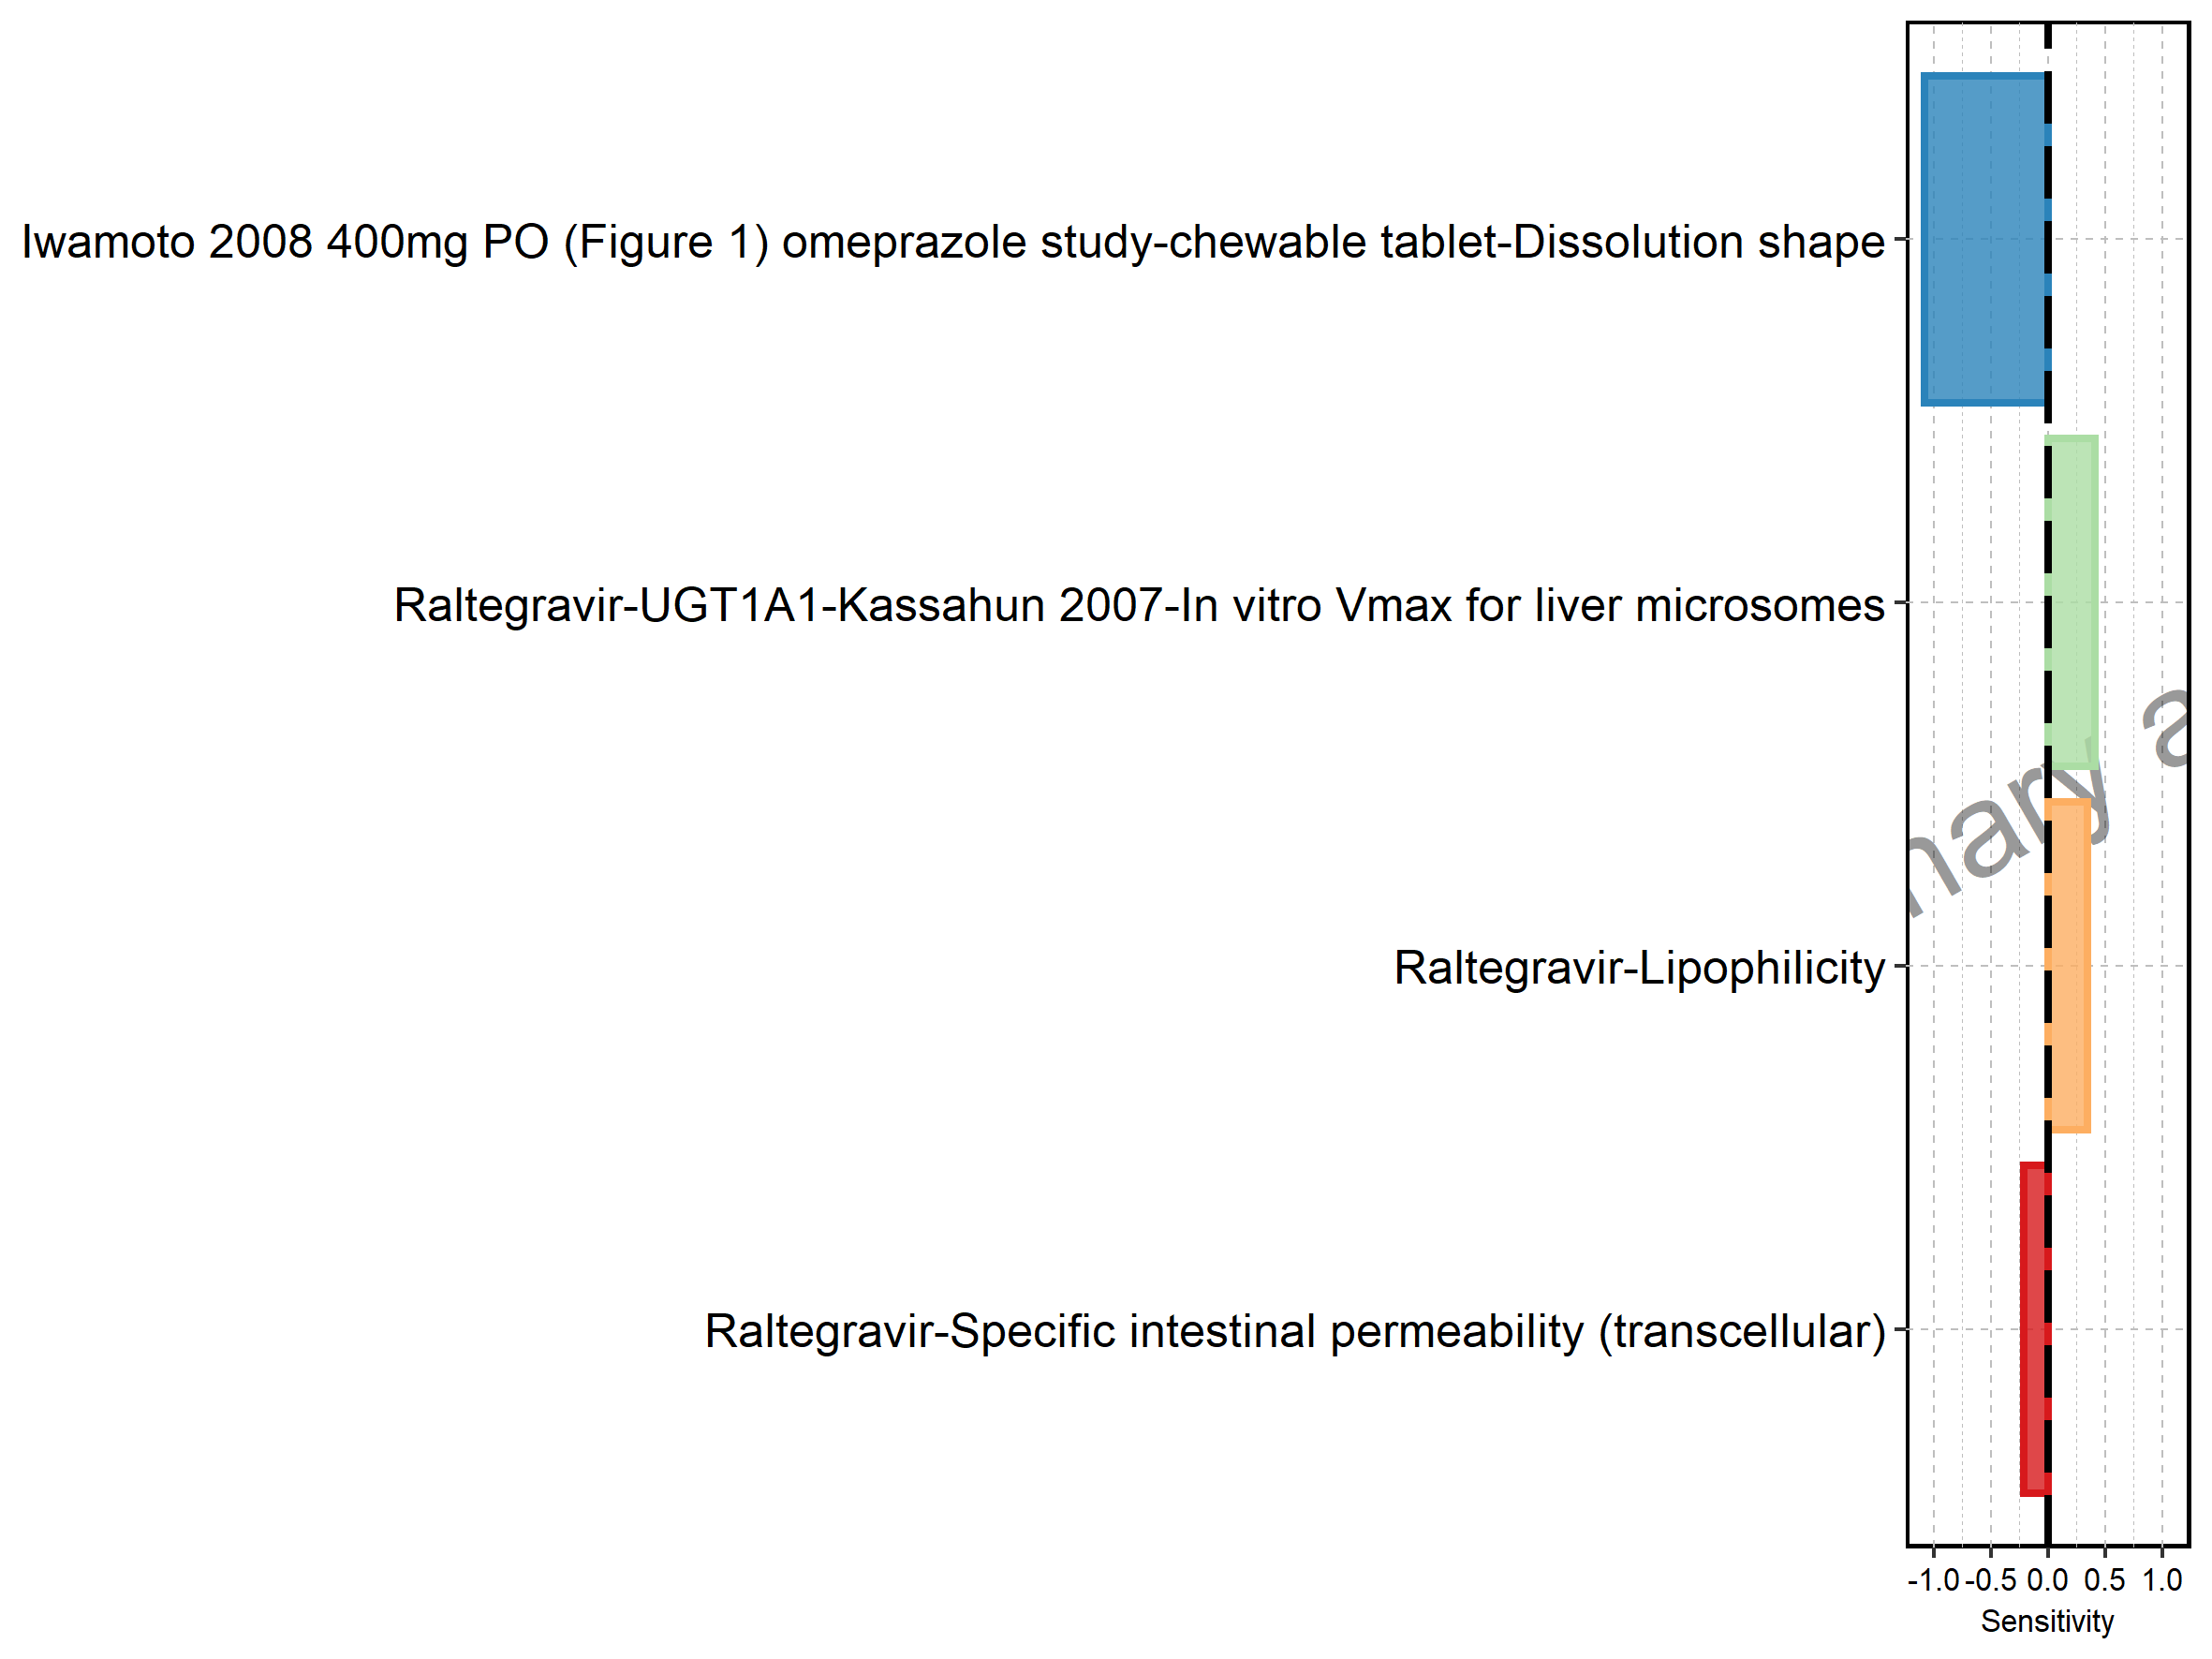 Iwamoto 2008 400mg PO (Figure 1) omeprazole study-chewable tablet-Dissolution shape
Raltegravir-UGT1A1-Kassahun 2007-In vitro Vmax for liver microsomes
Raltegravir-Lipophilicity
Raltegravir-Specific intestinal permeability (transcellular)
-1.0 -0.5 0.0 0.5 1.0
Sensitivity